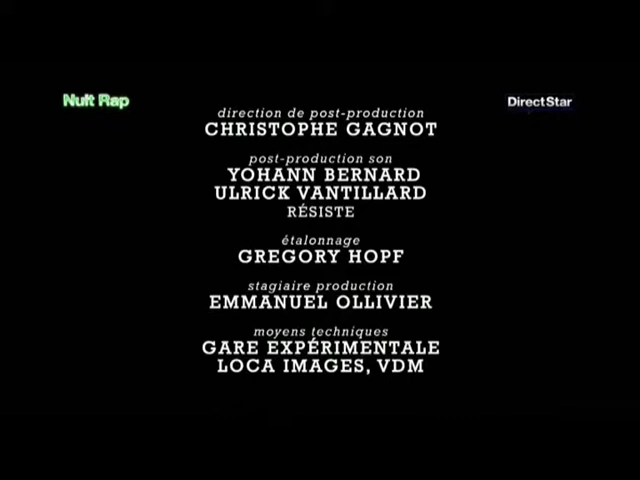 Nuit Rap
DirectStar
direction de post-production
CHRISTOPHE GAGNOT
post-production son
YOHANN BERNARD
ULRICK VANTILLARD
RÉSISTE
étalonnage
GREGORY HOPF
stagiaire production
EMMANUEL OLLIVIER
moyens techniques
GARE EXPÉRIMENTALE
LOCA IMAGES, VDM